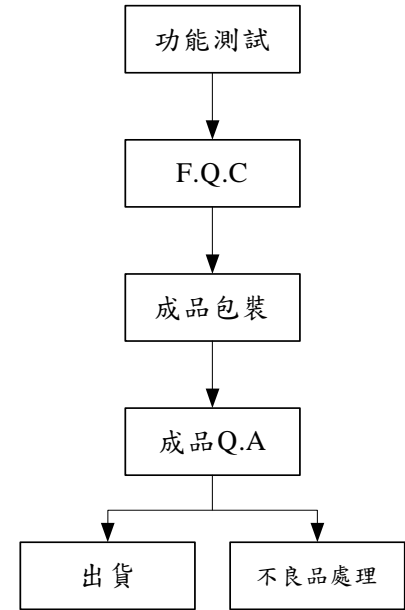 功能測試
F.Q.C
成品包裝
成品Q.A
出貨
不良品處理